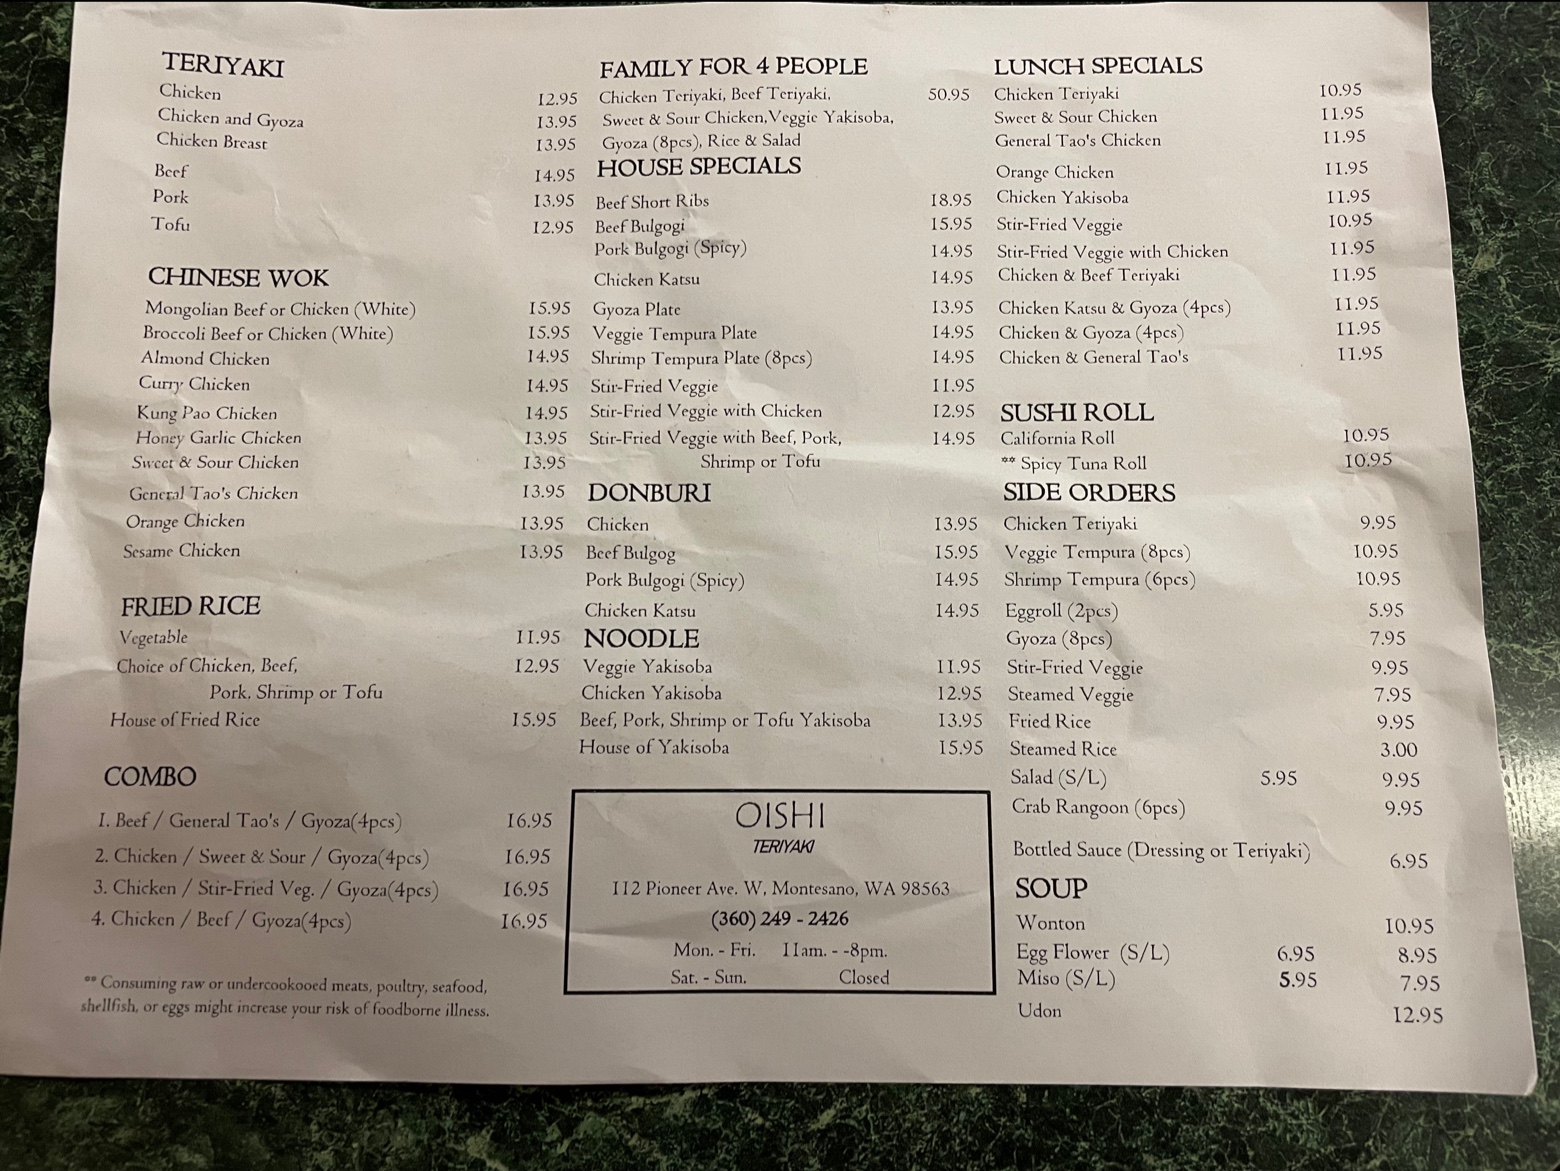 TERIYAKI
Chicken 12.95
Chicken and Gyoza 13.95
Chicken Breast 13.95
Beef 14.95
Pork 13.95
Tofu 12.95
CHINESE WOK
Mongolian Beef or Chicken (White) 15.95
Broccoli Beef or Chicken (White) 15.95
Almond Chicken 14.95
Curry Chicken 14.95
Kung Pao Chicken 14.95
Honey Garlic Chicken 13.95
Sweet & Sour Chicken 13.95
General Tao's Chicken 13.95
Orange Chicken 13.95
Sesame Chicken 13.95
FRIED RICE
Vegetable 11.95
Choice of Chicken, Beef, 12.95
Pork, Shrimp or Tofu
House of Fried Rice 15.95
COMBO
1. Beef / General Tao's / Gyoza(4pcs) 16.95
2. Chicken / Sweet & Sour / Gyoza(4pcs) 16.95
3. Chicken / Stir-Fried Veg. / Gyoza(4pcs) 16.95
4. Chicken / Beef / Gyoza(4pcs) 16.95
** Consuming raw or undercookooed meats, poultry, seafood,
shellfish, or eggs might increase your risk of foodborne illness.
FAMILY FOR 4 PEOPLE
Chicken Teriyaki, Beef Teriyaki, 50.95
Sweet & Sour Chicken,Veggie Yakisoba,
Gyoza (8pcs), Rice & Salad
HOUSE SPECIALS
Beef Short Ribs 18.95
Beef Bulgogi 15.95
Pork Bulgogi (Spicy) 14.95
Chicken Katsu 14.95
Gyoza Plate 13.95
Veggie Tempura Plate 14.95
Shrimp Tempura Plate (8pcs) 14.95
Stir-Fried Veggie 11.95
Stir-Fried Veggie with Chicken 12.95
Stir-Fried Veggie with Beef, Pork, 14.95
Shrimp or Tofu
DONBURI
Chicken 13.95
Beef Bulgog 15.95
Pork Bulgogi (Spicy) 14.95
Chicken Katsu 14.95
NOODLE
Veggie Yakisoba 11.95
Chicken Yakisoba 12.95
Beef, Pork, Shrimp or Tofu Yakisoba 13.95
House of Yakisoba 15.95
OISHI
TERIYAKI
112 Pioneer Ave. W, Montesano, WA 98563
(360) 249 - 2426
Mon. - Fri. 11am. - -8pm.
Sat. - Sun. Closed
LUNCH SPECIALS
Chicken Teriyaki 10.95
Sweet & Sour Chicken 11.95
General Tao's Chicken 11.95
Orange Chicken 11.95
Chicken Yakisoba 11.95
Stir-Fried Veggie 10.95
Stir-Fried Veggie with Chicken 11.95
Chicken & Beef Teriyaki 11.95
Chicken Katsu & Gyoza (4pcs) 11.95
Chicken & Gyoza (4pcs) 11.95
Chicken & General Tao's 11.95
SUSHI ROLL
California Roll 10.95
** Spicy Tuna Roll 10.95
SIDE ORDERS
Chicken Teriyaki 9.95
Veggie Tempura (8pcs) 10.95
Shrimp Tempura (6pcs) 10.95
Eggroll (2pcs) 5.95
Gyoza (8pcs) 7.95
Stir-Fried Veggie 9.95
Steamed Veggie 7.95
Fried Rice 9.95
Steamed Rice 3.00
Salad (S/L) 5.95 9.95
Crab Rangoon (6pcs) 9.95
Bottled Sauce (Dressing or Teriyaki) 6.95
SOUP
Wonton 10.95
Egg Flower (S/L) 6.95 8.95
Miso (S/L) 5.95 7.95
Udon 12.95